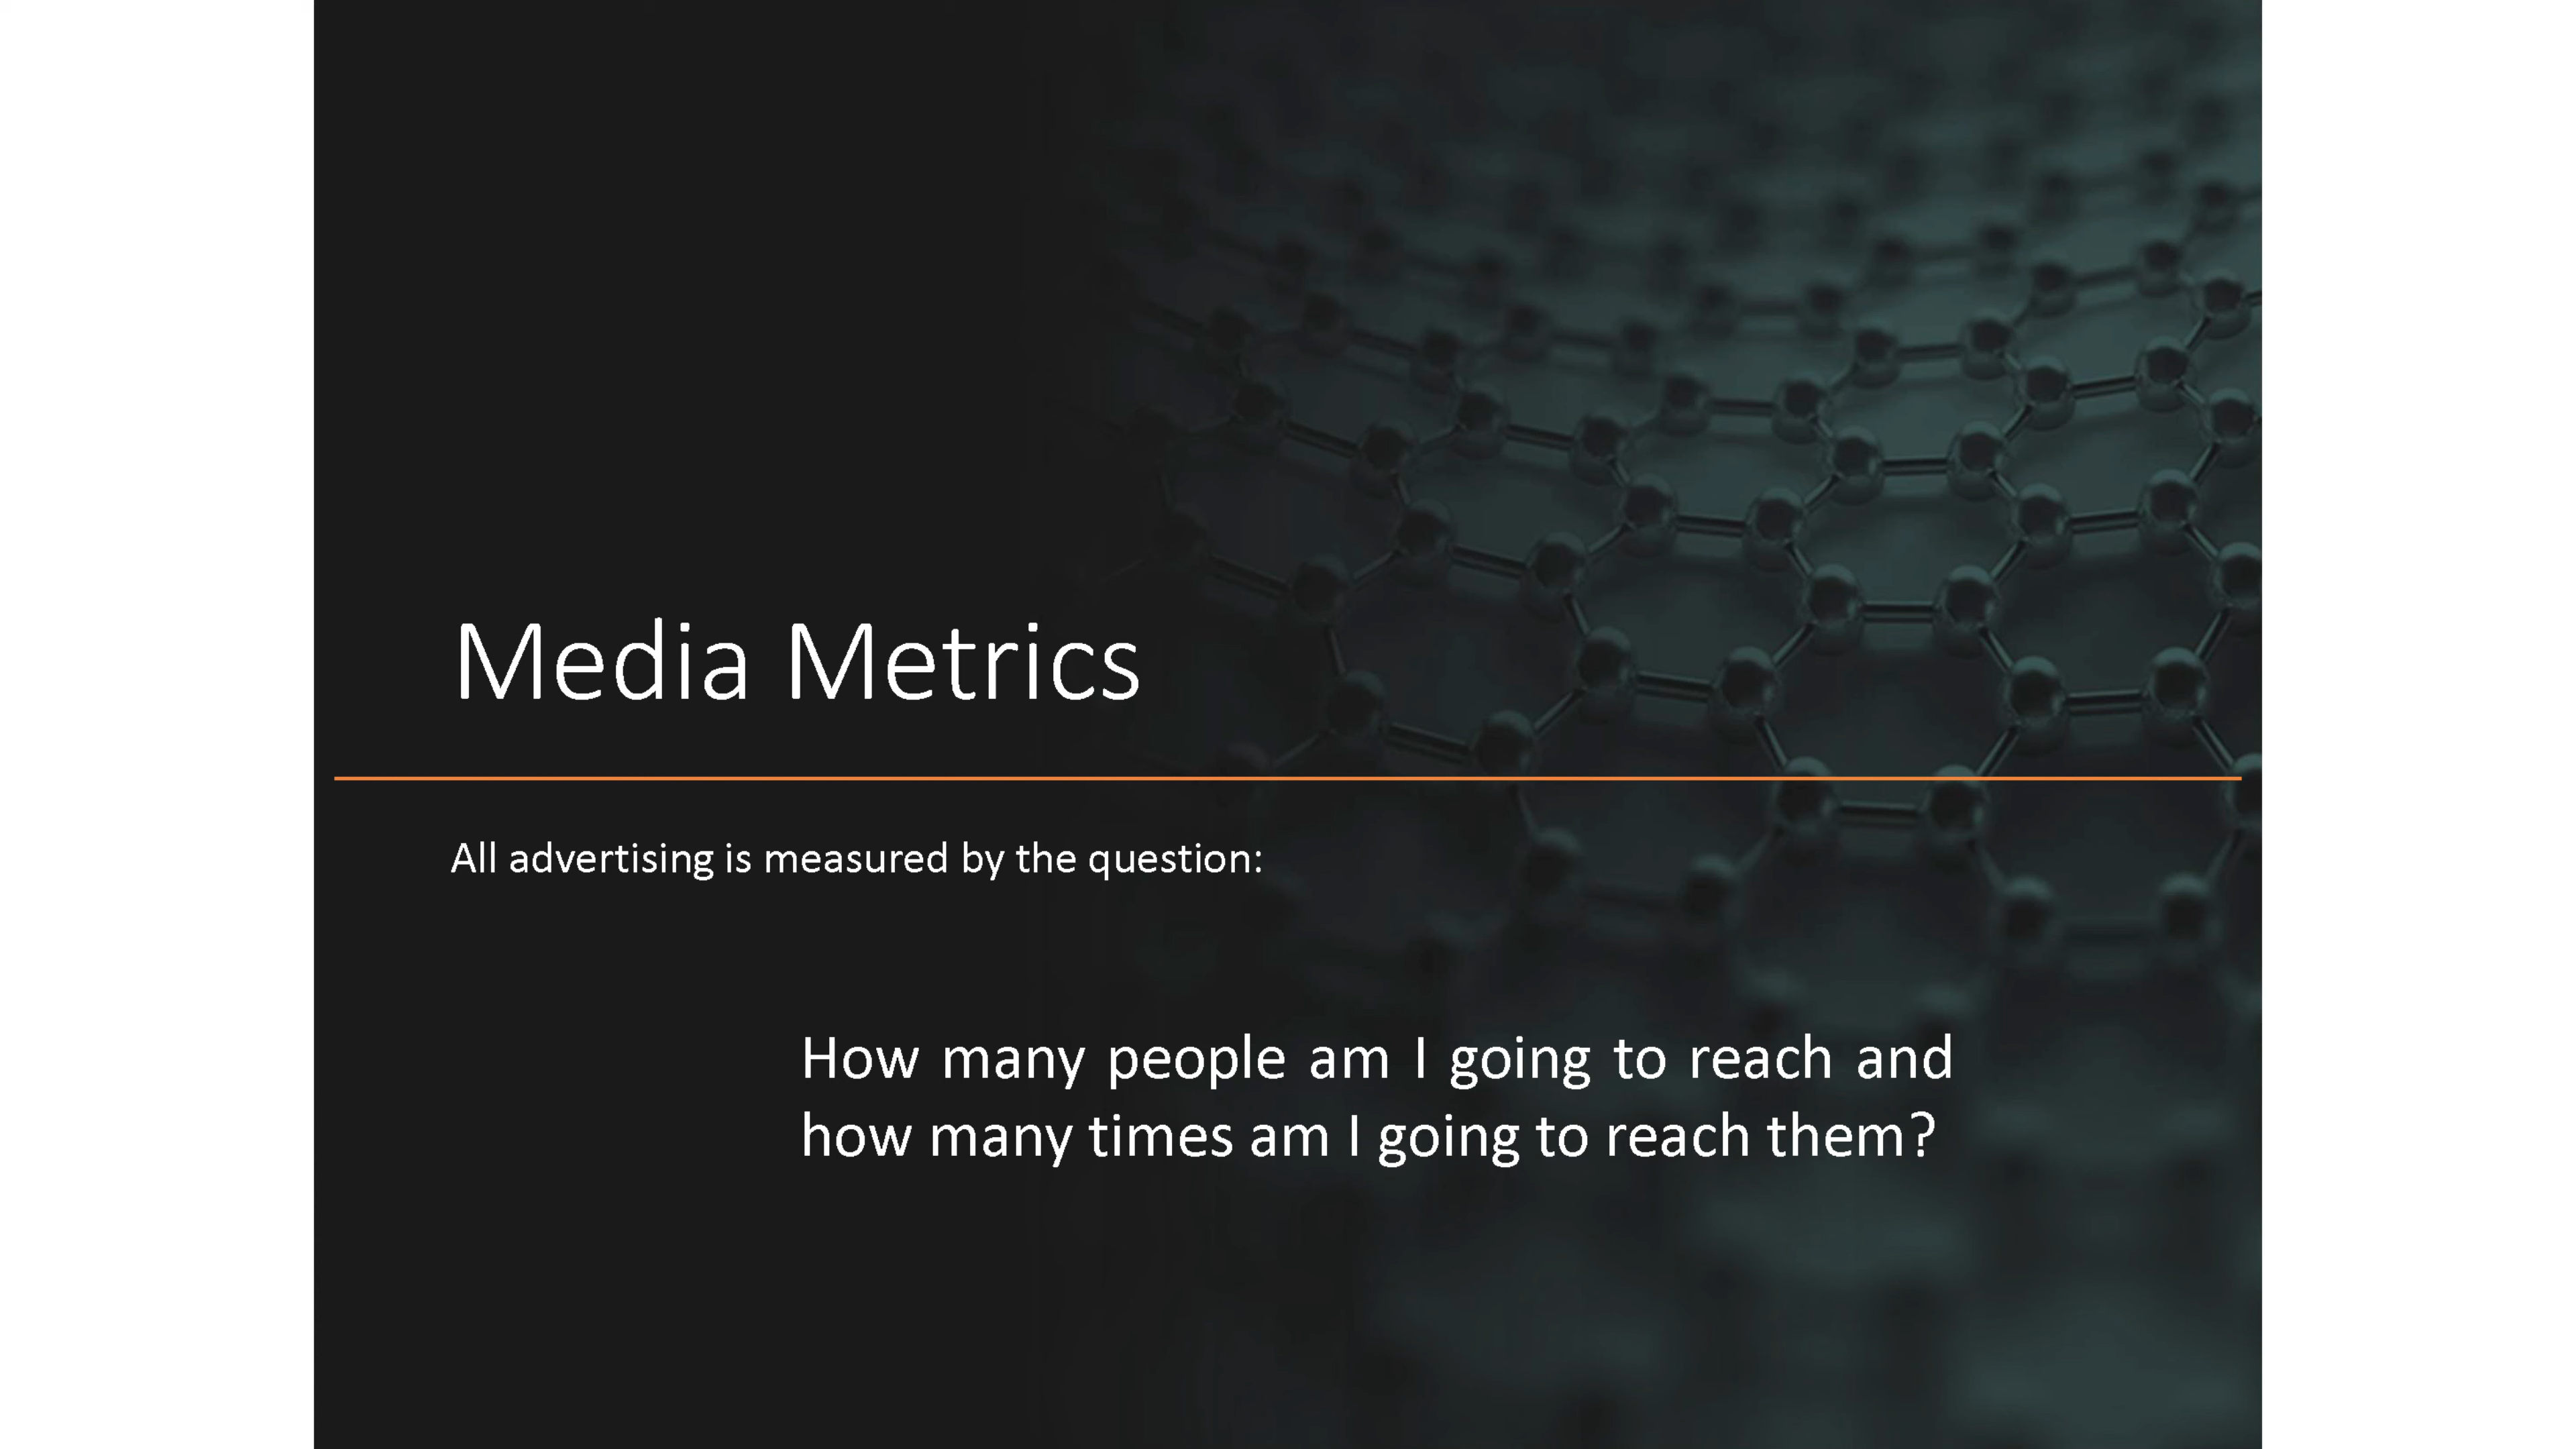 Media Metrics
All advertising is measured by the question:
How many people am I going to reach and
how many times am I going to reach them?